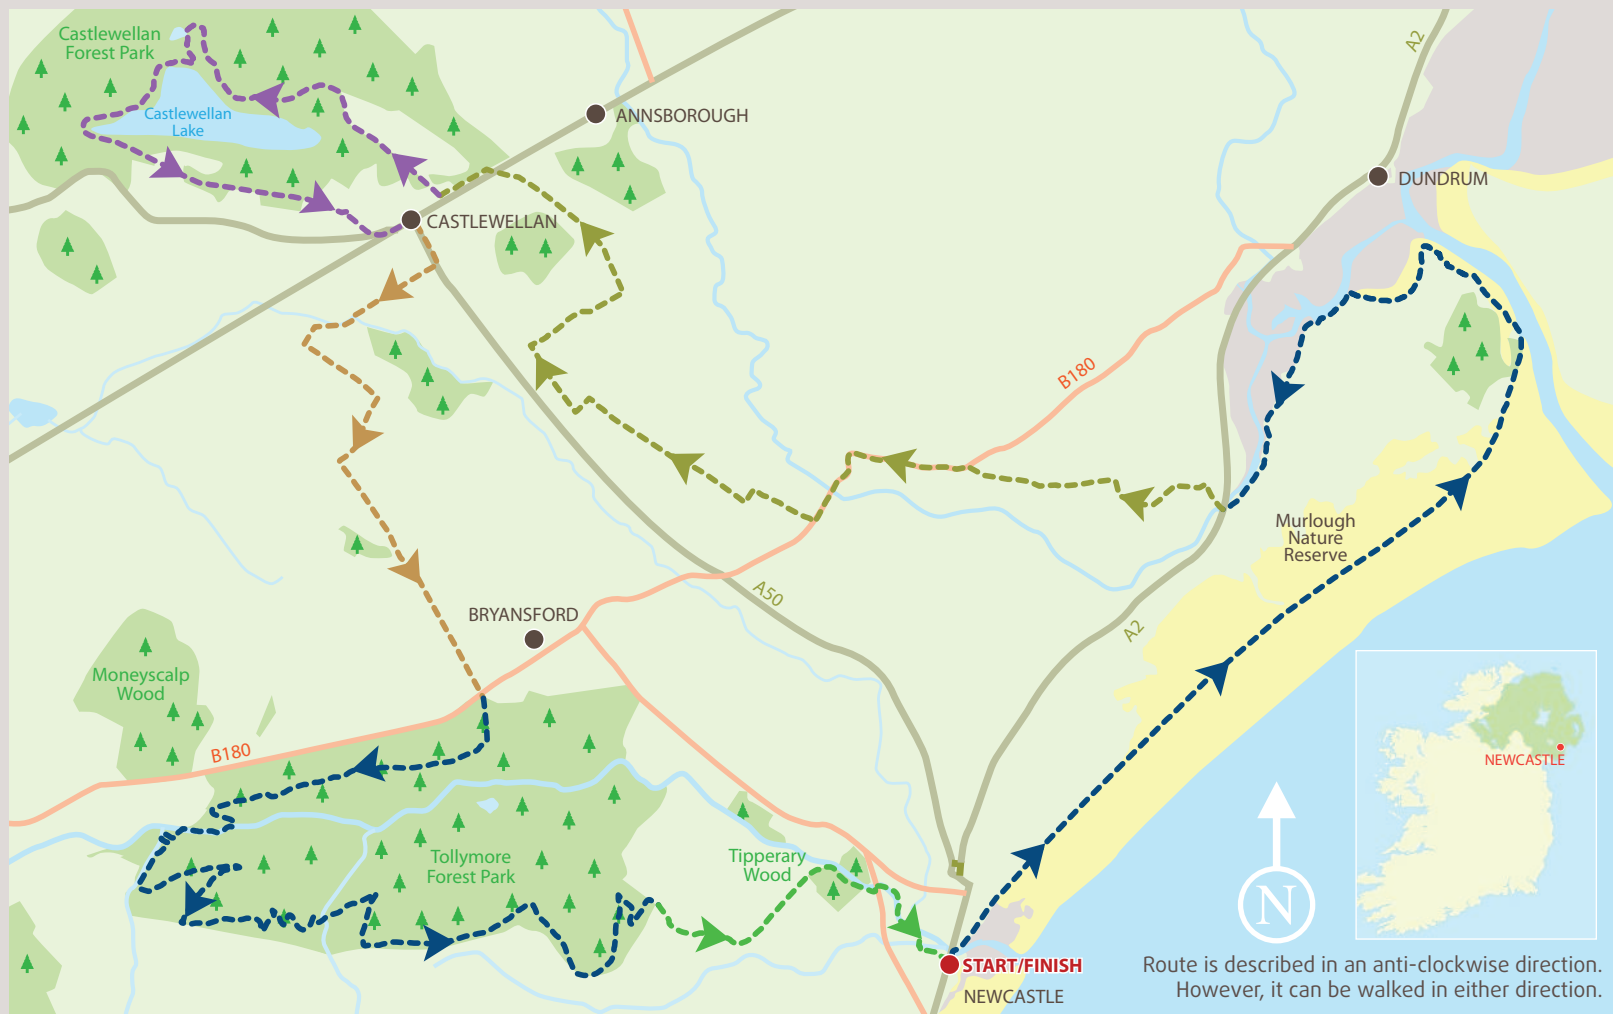 Castlewellan
Forest Park
Castlewellan
Lake
ANNSBOROUGH
A2
DUNDRUM
CASTLEWELLAN
B180
Murlough
Nature
Reserve
A50
BRYANSFORD
A2
Moneyscalp
Wood
B180
NEWCASTLE
Tollymore
Forest Park
Tipperary
Wood
N
START/FINISH
NEWCASTLE
Route is described in an anti-clockwise direction.
However, it can be walked in either direction.